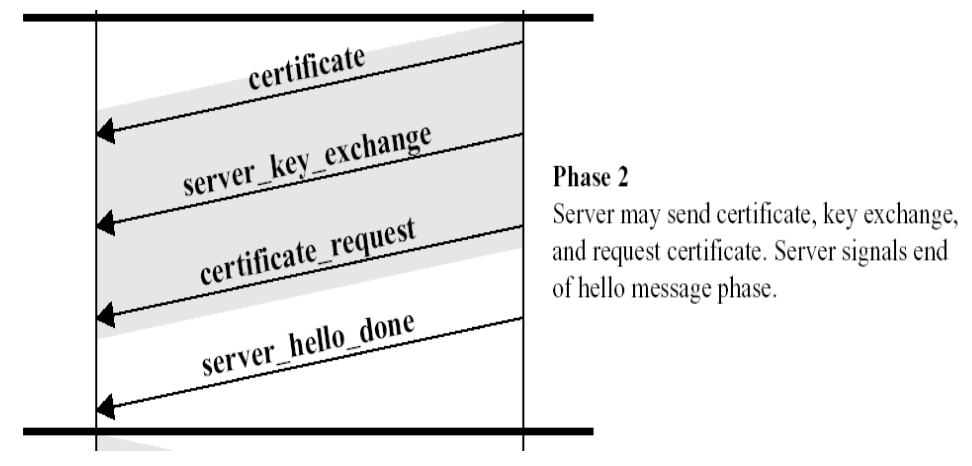 certificate
server_key_exchange
certificate_request
server_hello_done
Phase 2
Server may send certificate, key exchange,
and request certificate. Server signals end
of hello message phase.